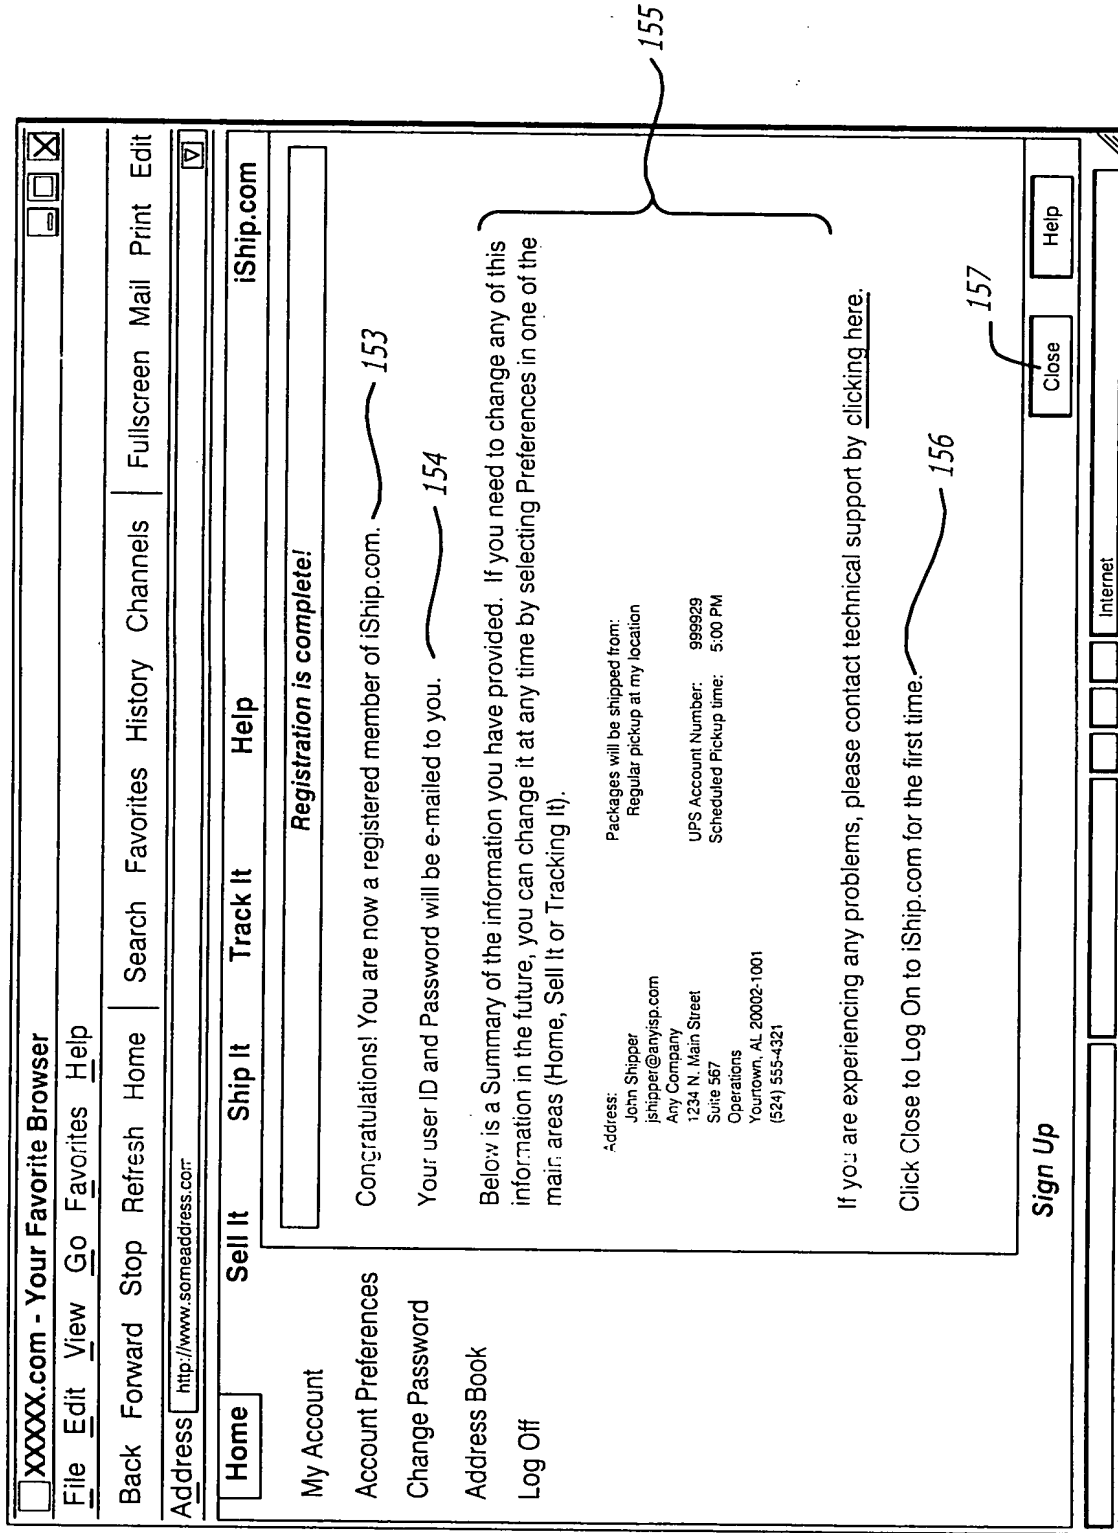 XXXXX.com - Your Favorite Browser
File Edit View Go Favorites Help
Back Forward Stop Refresh Home Search Favorites History Channels Fullscreen Mail Print Edit
Address http://www.someaddress.com
Home Sell It Ship It Track It Help iShip.com
My Account
Account Preferences
Change Password
Address Book
Log Off
Registration is complete!
Congratulations! You are now a registered member of iShip.com. 153
Your user ID and Password will be e-mailed to you. 154
Below is a Summary of the information you have provided. If you need to change any of this
information in the future, you can change it at any time by selecting Preferences in one of the
main areas (Home, Sell It or Tracking It).
155
Address:
John Shipper
jshipper@anyisp.com
Any Company
1234 N. Main Street
Suite 567
Operations
Yourtown, AL 20002-1001
(524) 555-4321
Packages will be shipped from:
Regular pickup at my location
UPS Account Number: 999929
Scheduled Pickup time: 5:00 PM
If you are experiencing any problems, please contact technical support by clicking here.
Click Close to Log On to iShip.com for the first time. 156
157
Sign Up Close Help
Internet